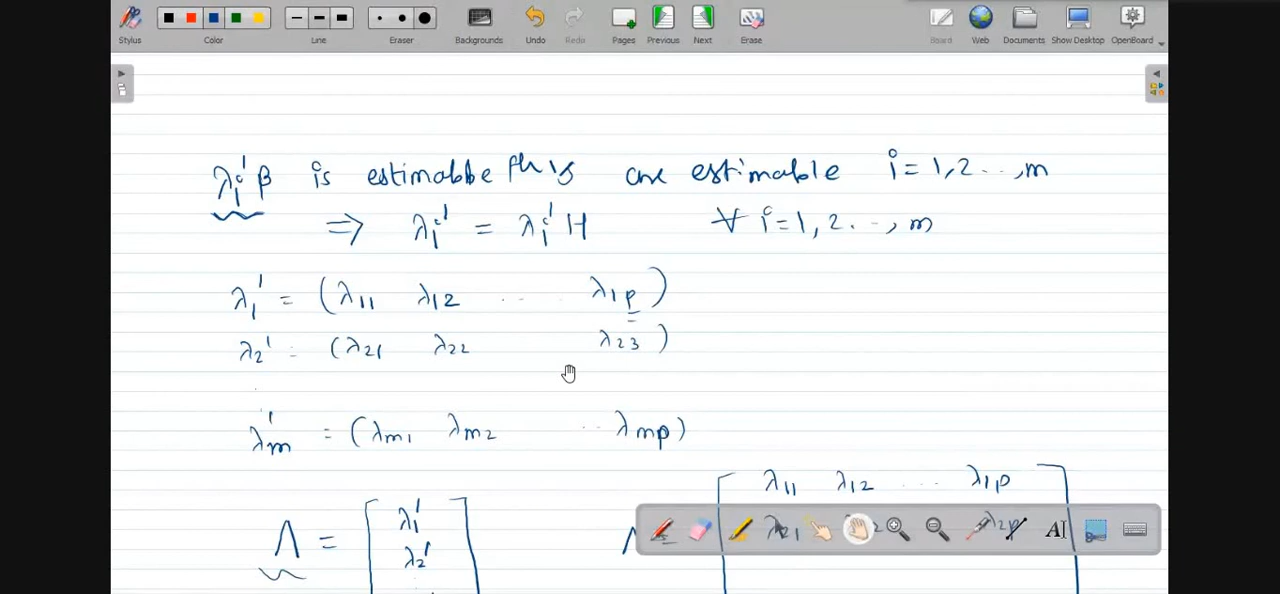 Stylus Color Line Eraser Backgrounds Undo Redo Pages Previous Next Erase Board Web Documents Show Desktop OpenBoard
λi' β is estimable are estimable i = 1, 2 .., m
⇒ λi' = λi' H ∀ i = 1, 2 .., m
λ1' = (λ11 λ12 .. λ1p)
λ2' = (λ21 λ22 λ23)
λm' = (λm1 λm2 .. λmp)
λ11 λ12 ... λ1p
λ1'
Λ = λ21 λ2p
λ2'